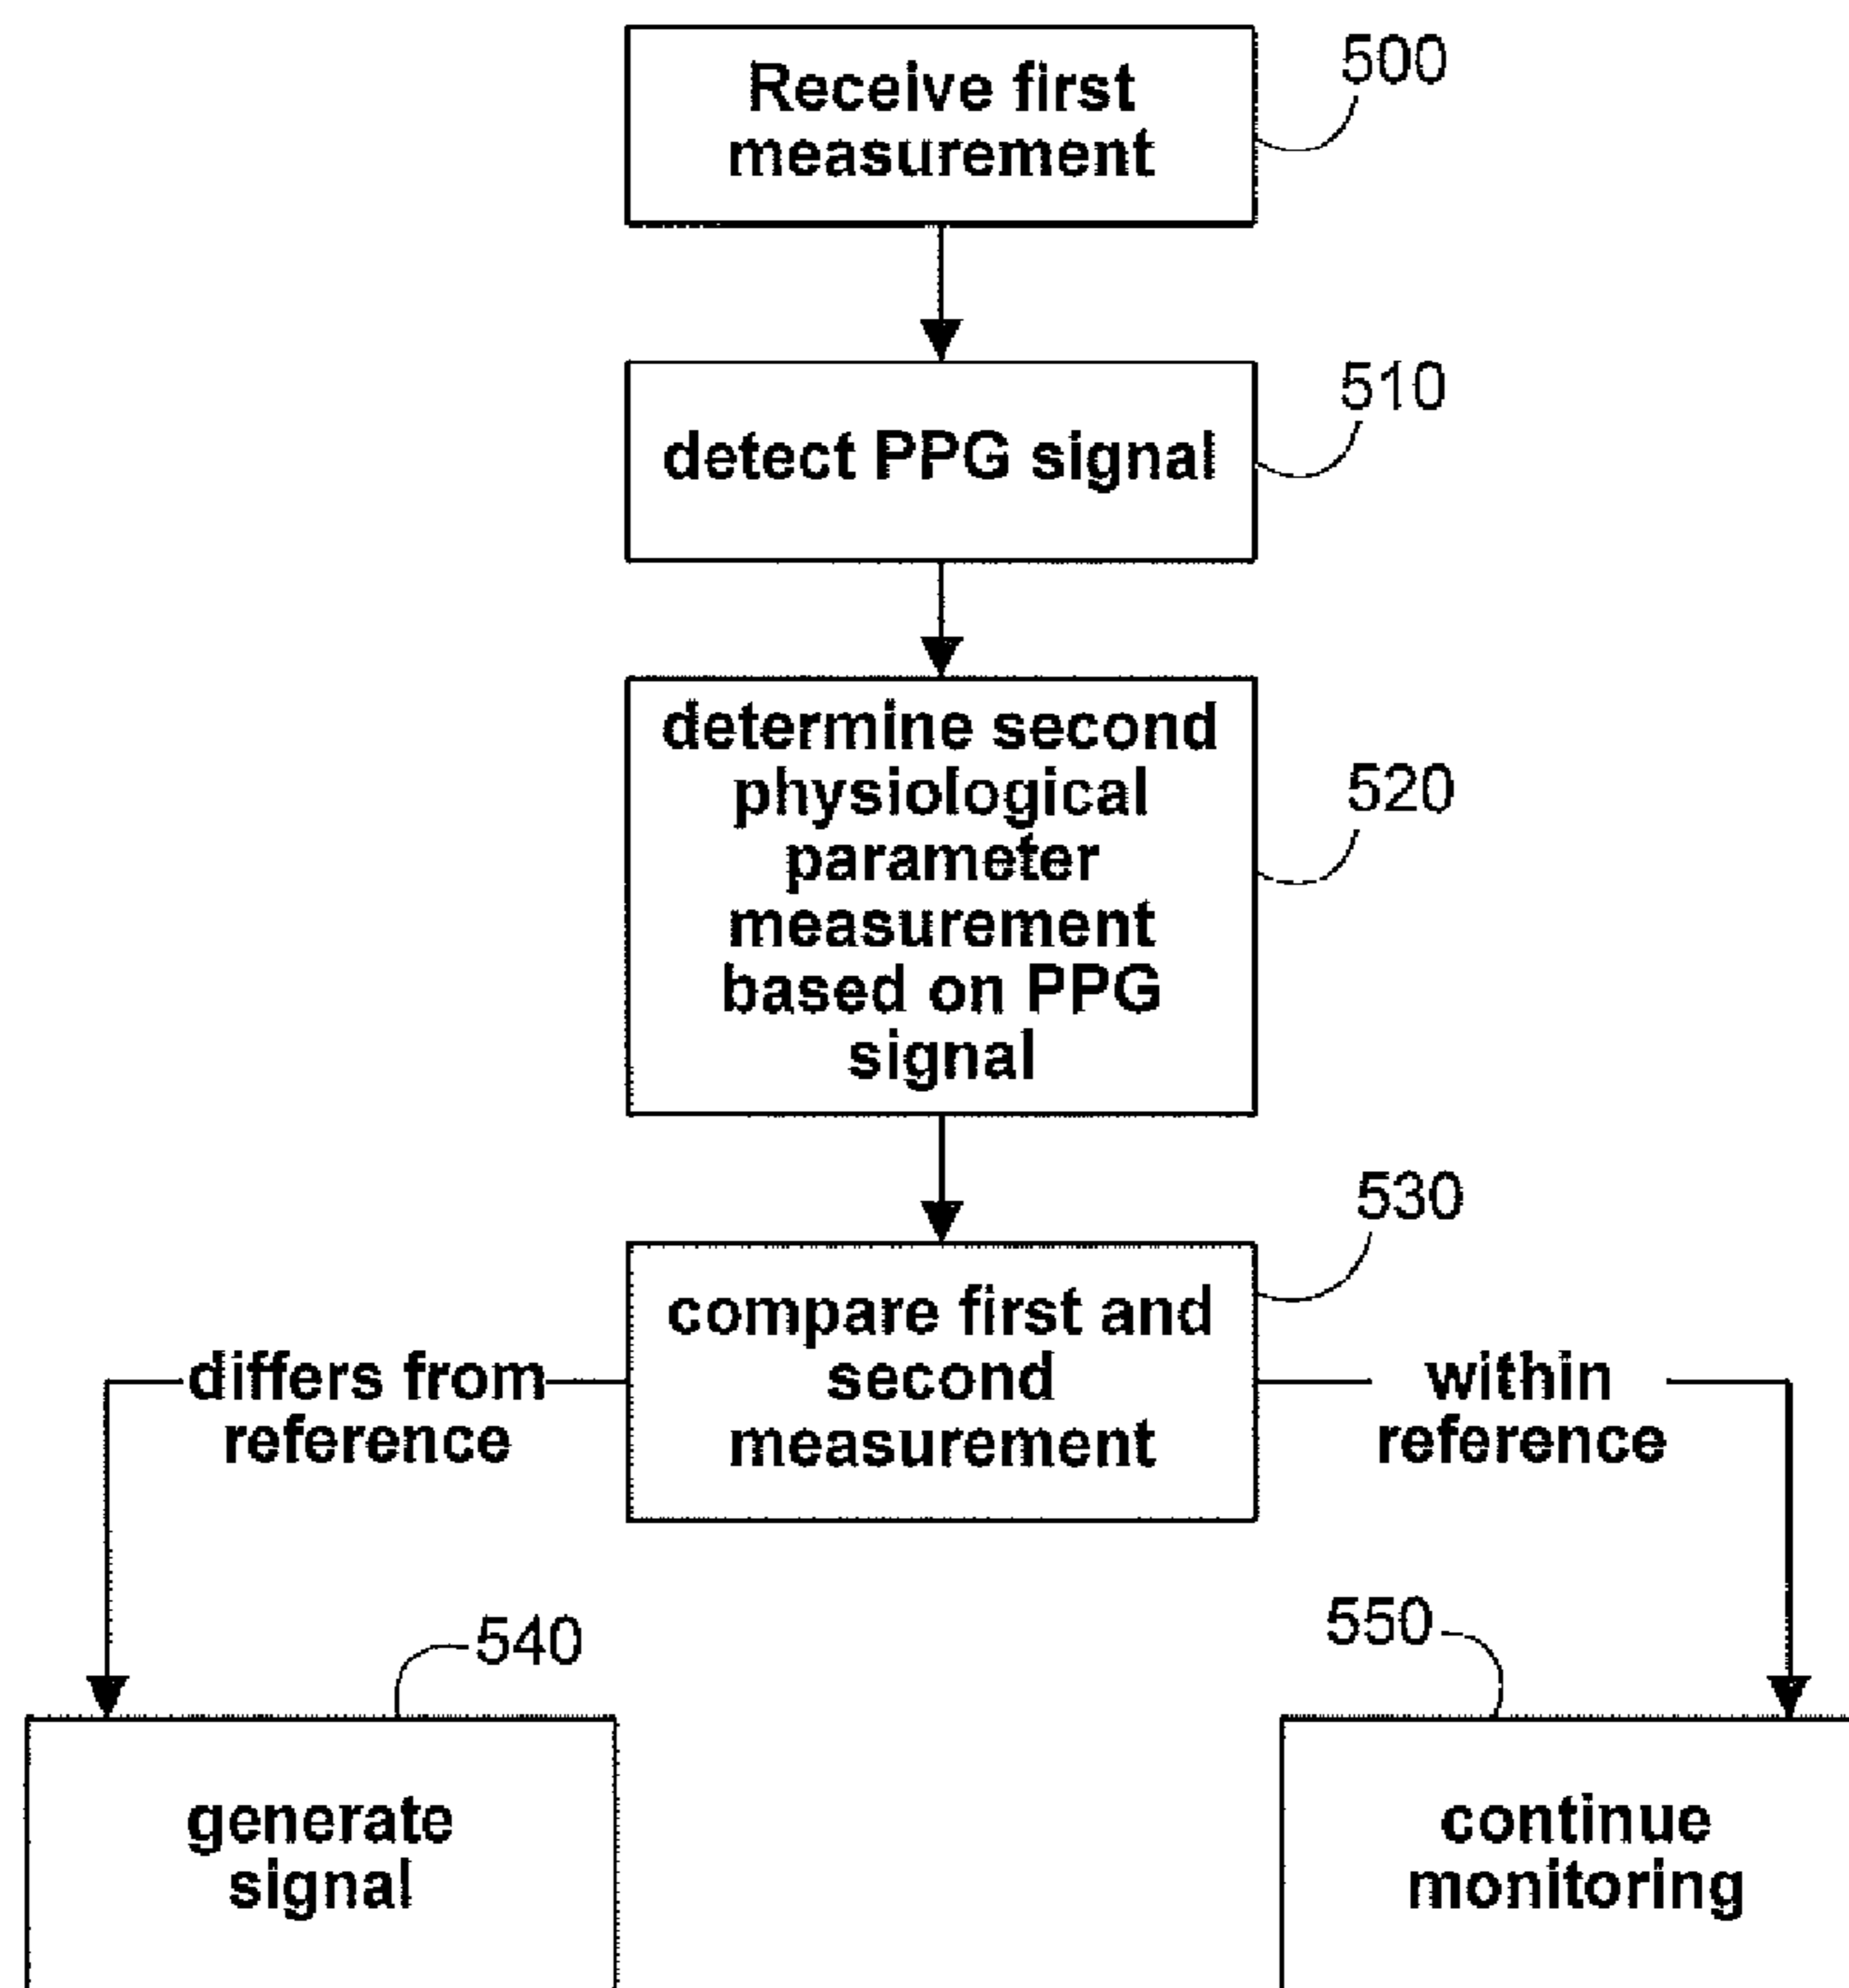 Receive first
measurement
500
detect PPG signal
510
determine second
physiological
parameter
measurement
based on PPG
signal
520
compare first and
second
measurement
530
differs from
reference
within
reference
540
generate
signal
550
continue
monitoring